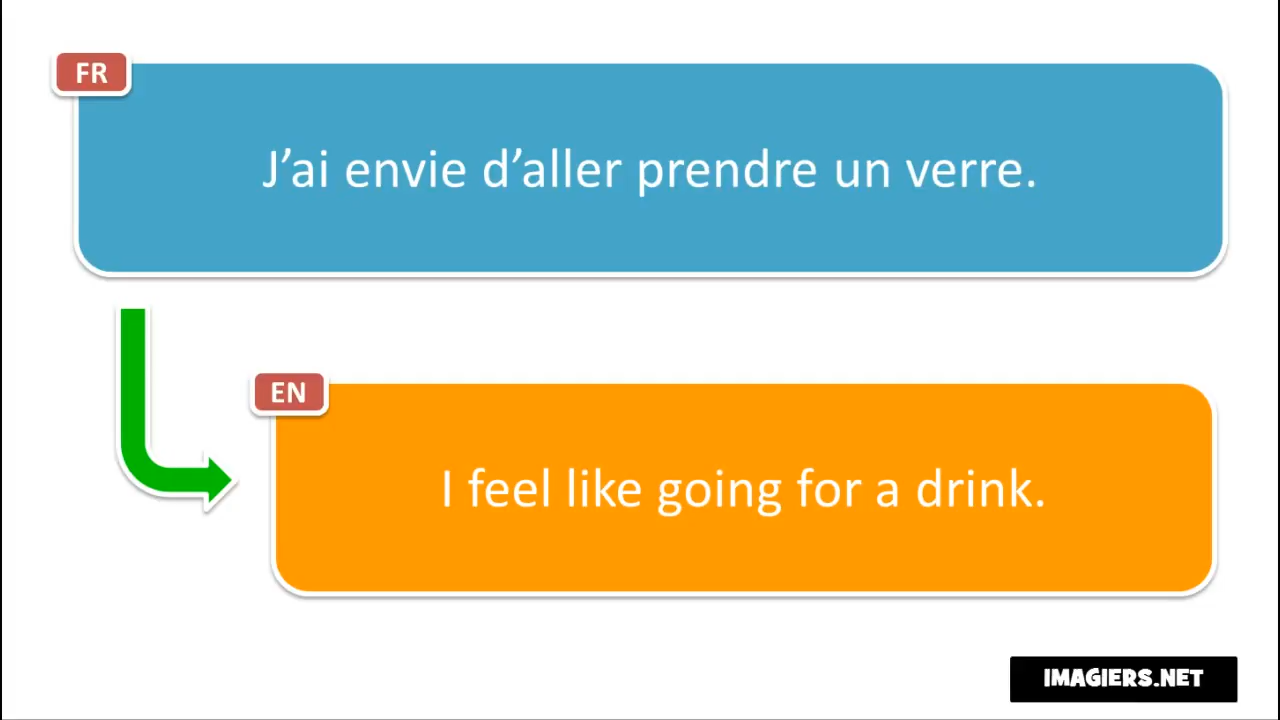 FR
J’ai envie d’aller prendre un verre.
EN
I feel like going for a drink.
IMAGIERS.NET